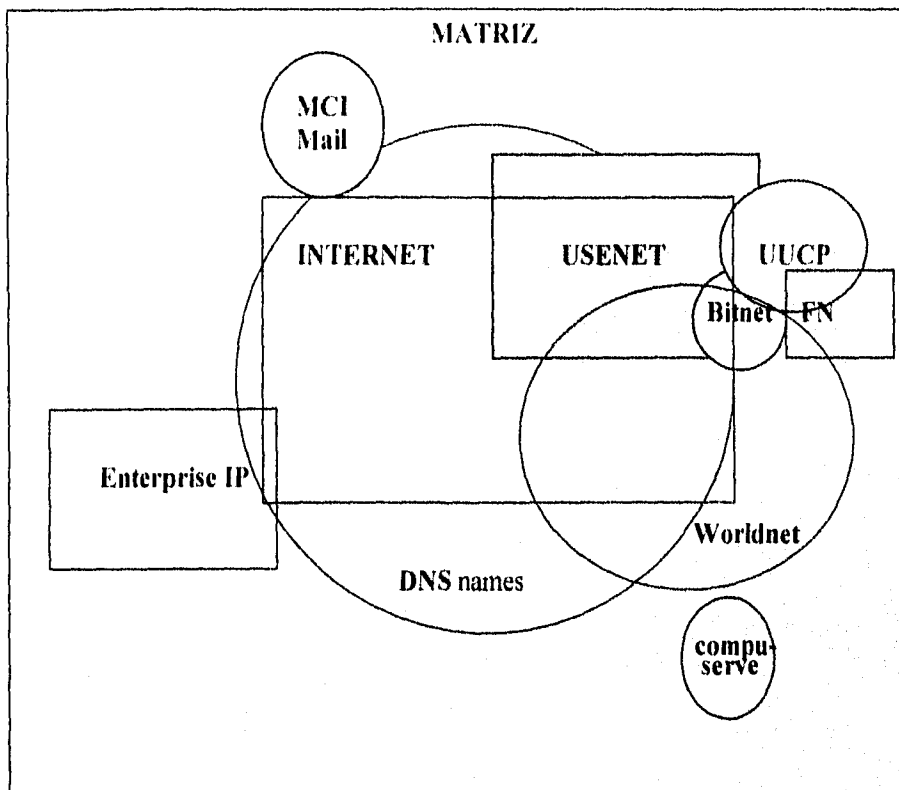 MATRIZ
MCI
Mail
INTERNET
USENET
UUCP
Bitnet
FN
Enterprise IP
Worldnet
DNS names
compu-
serve